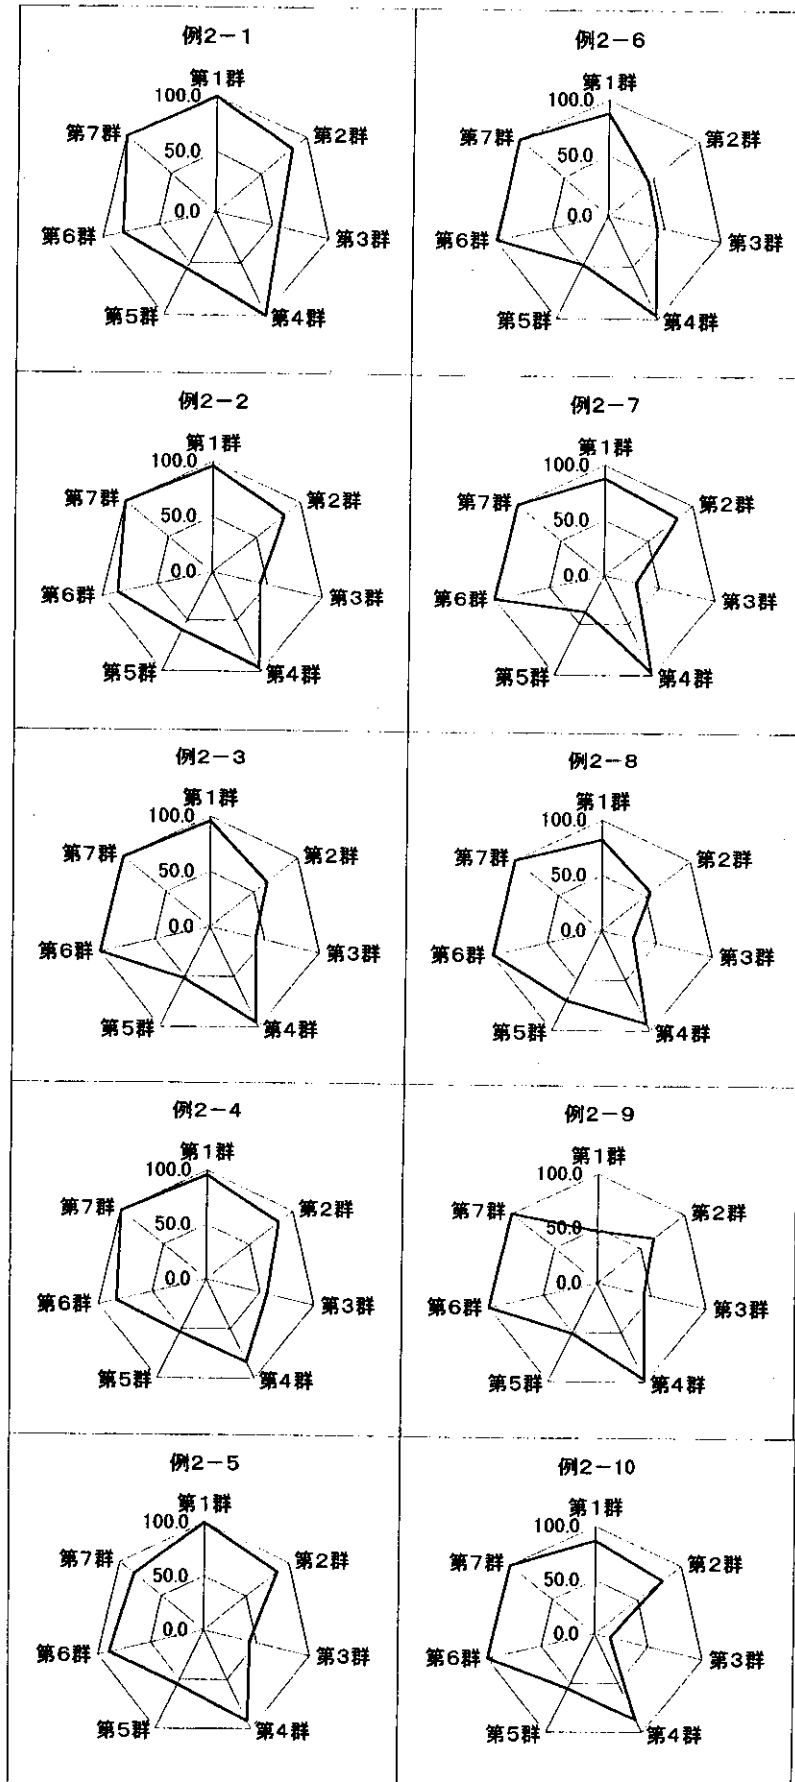 例2－1
第1群
100.0
第7群
第2群
50.0
0.0
第6群
第3群
第5群
第4群
例2－6
第1群
100.0
第7群
第2群
50.0
0.0
第6群
第3群
第5群
第4群
例2－2
第1群
100.0
第7群
第2群
50.0
0.0
第6群
第3群
第5群
第4群
例2－7
第1群
100.0
第7群
第2群
50.0
0.0
第6群
第3群
第5群
第4群
例2－3
第1群
100.0
第7群
第2群
50.0
0.0
第6群
第3群
第5群
第4群
例2－8
第1群
100.0
第7群
第2群
50.0
0.0
第6群
第3群
第5群
第4群
例2－4
第1群
100.0
第7群
第2群
50.0
0.0
第6群
第3群
第5群
第4群
例2－9
第1群
100.0
第7群
第2群
50.0
0.0
第6群
第3群
第5群
第4群
例2－5
第1群
100.0
第7群
第2群
50.0
0.0
第6群
第3群
第5群
第4群
例2－10
第1群
100.0
第7群
第2群
50.0
0.0
第6群
第3群
第5群
第4群